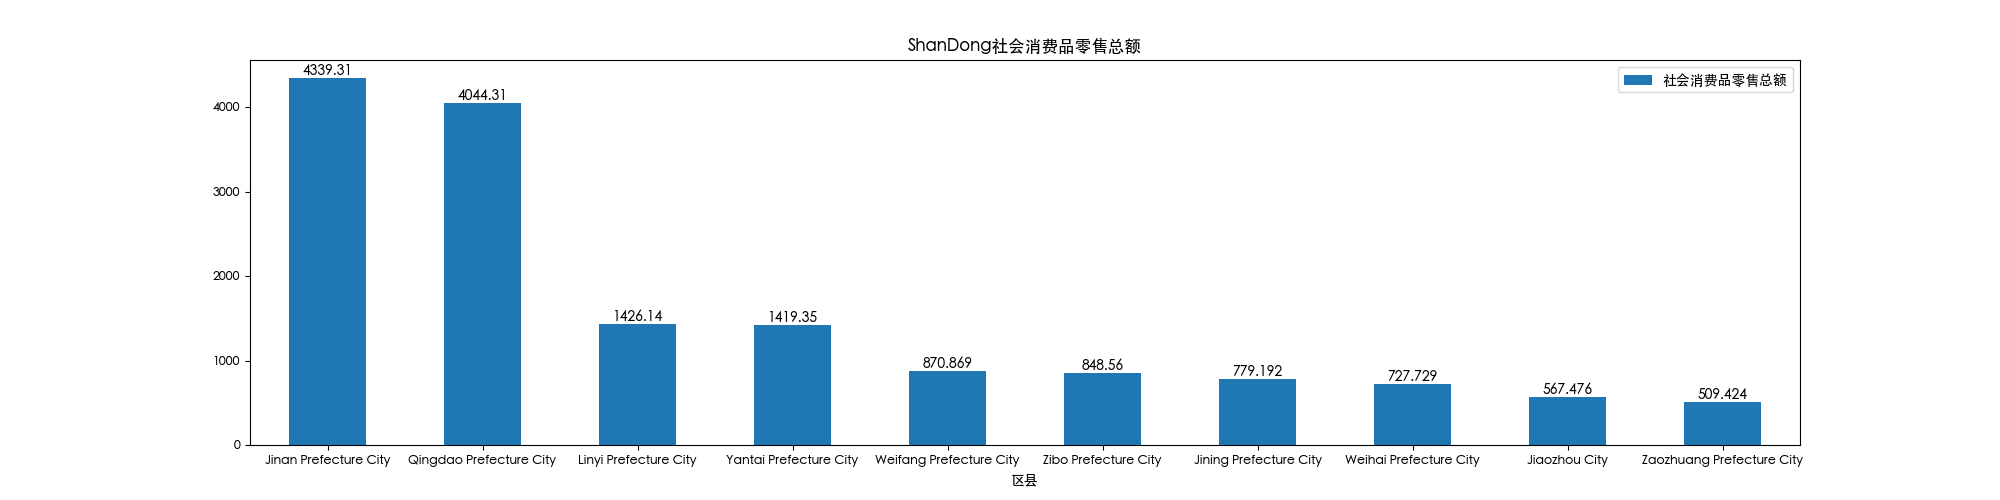 ShanDong社会消费品零售总额
社会消费品零售总额
4339.31
4044.31
1426.14
1419.35
870.869
848.56
779.192
727.729
567.476
509.424
4000
3000
2000
1000
0
Jinan Prefecture City
Qingdao Prefecture City
Linyi Prefecture City
Yantai Prefecture City
Weifang Prefecture City
Zibo Prefecture City
Jining Prefecture City
Weihai Prefecture City
Jiaozhou City
Zaozhuang Prefecture City
区县